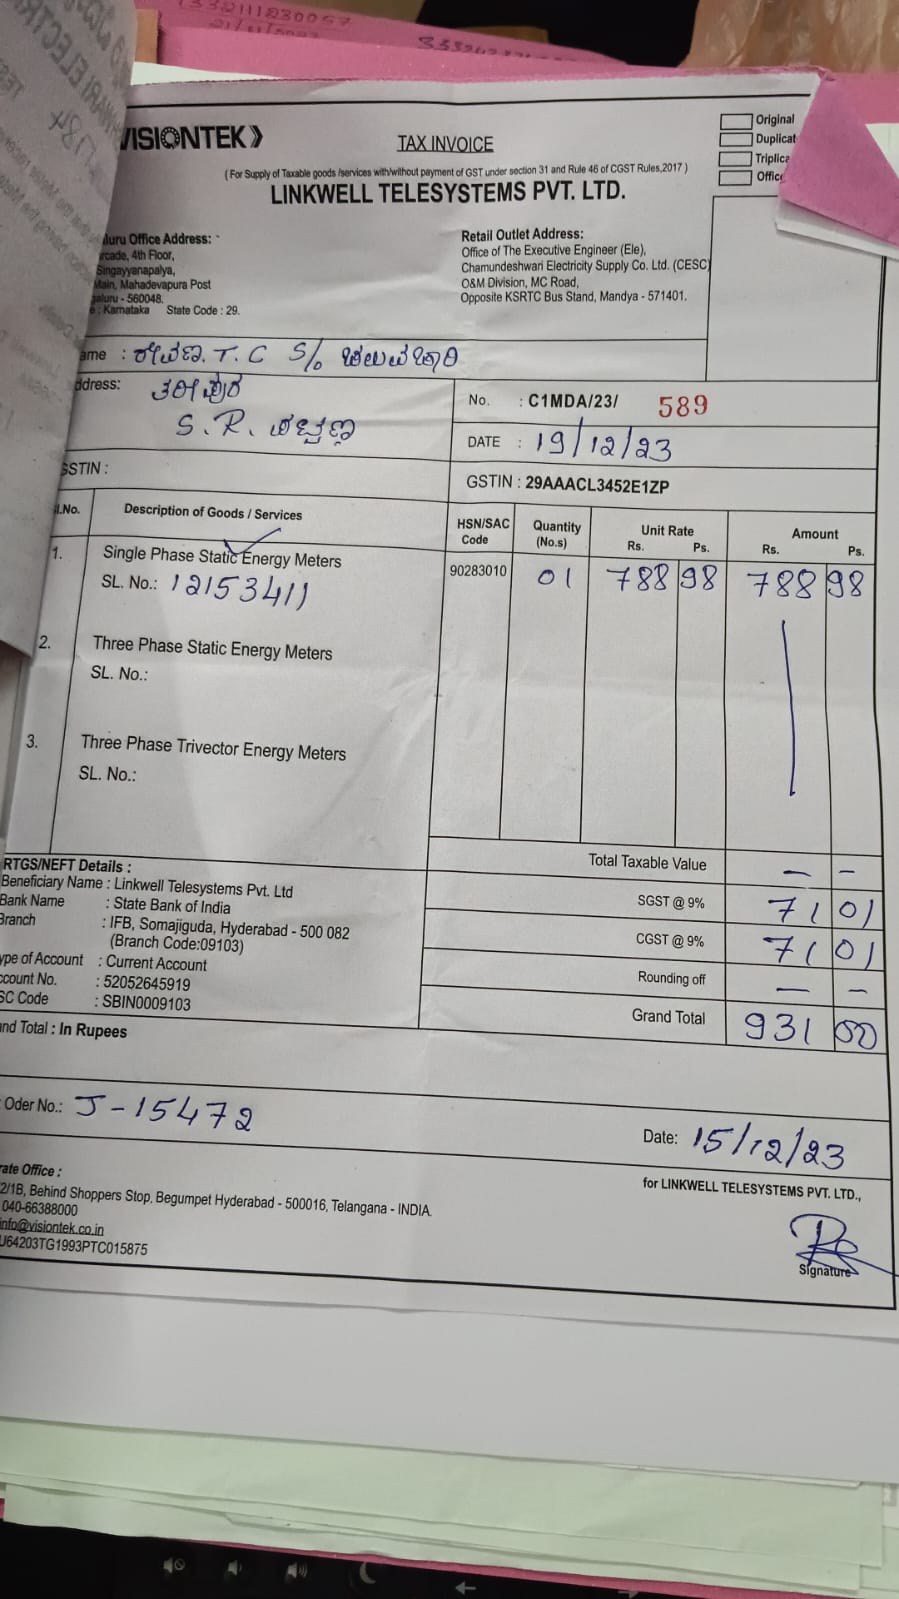 VISIONTEK
TAX INVOICE
Original
Duplicat
Triplica
Offic
( For Supply of Taxable goods /services with/without payment of GST under section 31 and Rule 46 of CGST Rules,2017 )
LINKWELL TELESYSTEMS PVT. LTD.
luru Office Address:
rcade, 4th Floor,
Singayyanapalya,
Main, Mahadevapura Post
galuru - 560048.
e : Karnataka State Code : 29.
Retail Outlet Address:
Office of The Executive Engineer (Ele),
Chamundeshwari Electricity Supply Co. Ltd. (CESC)
O&M Division, MC Road,
Opposite KSRTC Bus Stand, Mandya - 571401.
ame : T. C S/o
ddress:
S. R.
No. : C1MDA/23/ 589
DATE : 19/12/23
GSTIN :
GSTIN : 29AAACL3452E1ZP
l.No. Description of Goods / Services HSN/SAC Code Quantity (No.s) Unit Rate Rs. Ps. Amount Rs. Ps.
1. Single Phase Static Energy Meters 90283010 01 788 98 788 98
SL. No.: 12153411
2. Three Phase Static Energy Meters
SL. No.:
3. Three Phase Trivector Energy Meters
SL. No.:
Total Taxable Value — -
SGST @ 9% 71 01
CGST @ 9% 71 01
Rounding off — -
Grand Total 931 00
RTGS/NEFT Details :
Beneficiary Name : Linkwell Telesystems Pvt. Ltd
Bank Name : State Bank of India
Branch : IFB, Somajiguda, Hyderabad - 500 082
(Branch Code:09103)
ype of Account : Current Account
ccount No. : 52052645919
SC Code : SBIN0009103
nd Total : In Rupees
Oder No.: J-15472
Date: 15/12/23
rate Office :
2/1B, Behind Shoppers Stop, Begumpet Hyderabad - 500016, Telangana - INDIA.
040-66388000
info@visiontek.co.in
U64203TG1993PTC015875
for LINKWELL TELESYSTEMS PVT. LTD.,
Signature